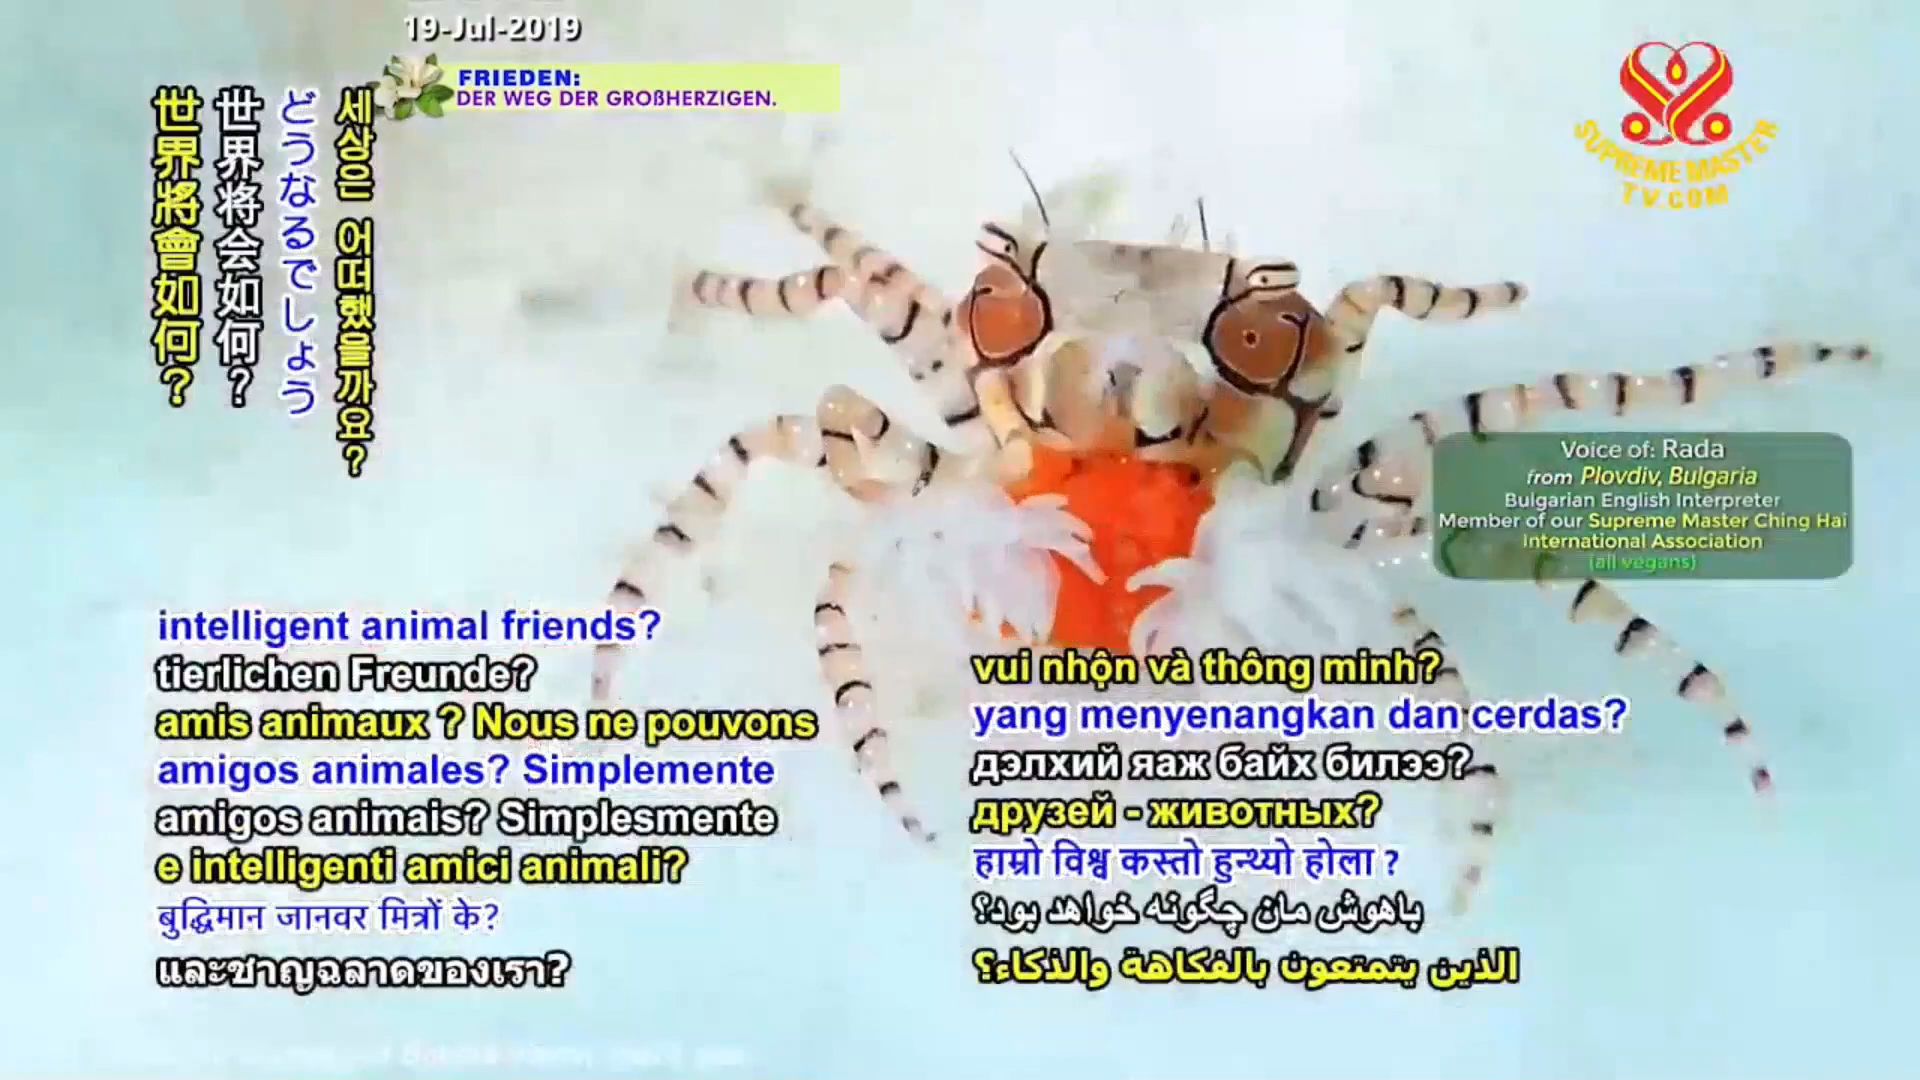 19-Jul-2019
FRIEDEN:
DER WEG DER GROßHERZIGEN.
SUPREME MASTER
TV.COM
세상은 어떠했을까요?
どうなるでしょう
世界将会如何?
世界將會如何?
Voice of: Rada
from Plovdiv, Bulgaria
Bulgarian English Interpreter
Member of our Supreme Master Ching Hai
International Association
(all vegans)
intelligent animal friends?
tierlichen Freunde?
amis animaux ? Nous ne pouvons
amigos animales? Simplemente
amigos animais? Simplesmente
e intelligenti amici animali?
बुद्धिमान जानवर मित्रों के?
และชาญฉลาดของเรา?
vui nhộn và thông minh?
yang menyenangkan dan cerdas?
дэлхий яаж байх билээ?
друзей - животных?
हाम्रो विश्व कस्तो हुन्थ्यो होला ?
باهوش مان چگونه خواهد بود؟
الذين يتمتعون بالفكاهة والذكاء؟